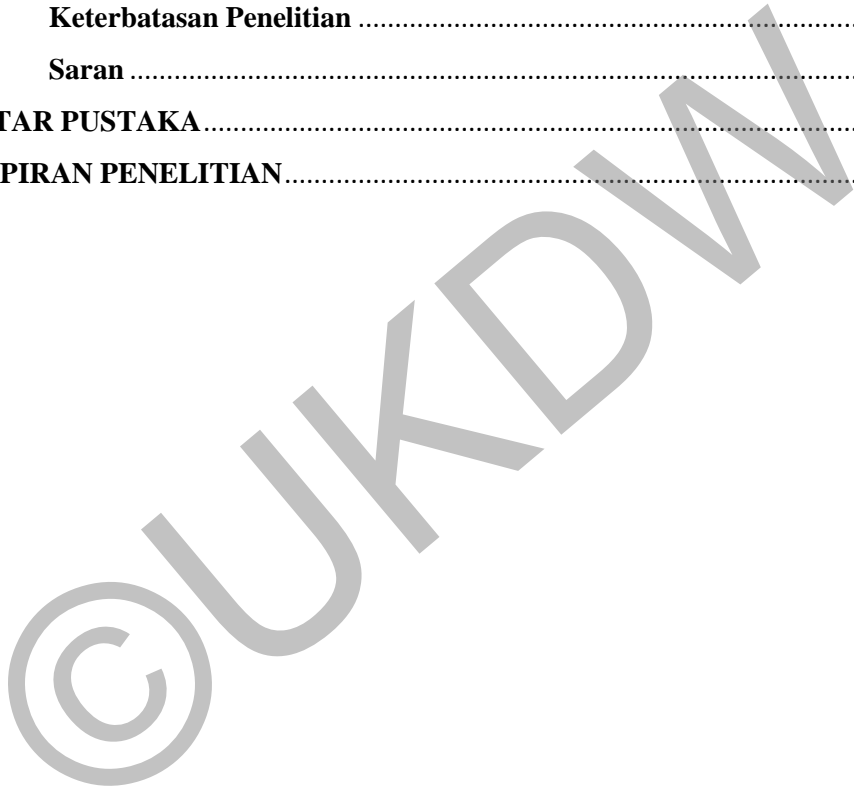 Keterbatasan Penelitian ........................................................................................
Saran ........................................................................................
TAR PUSTAKA........................................................................................
PIRAN PENELITIAN........................................................................................
©UKDW